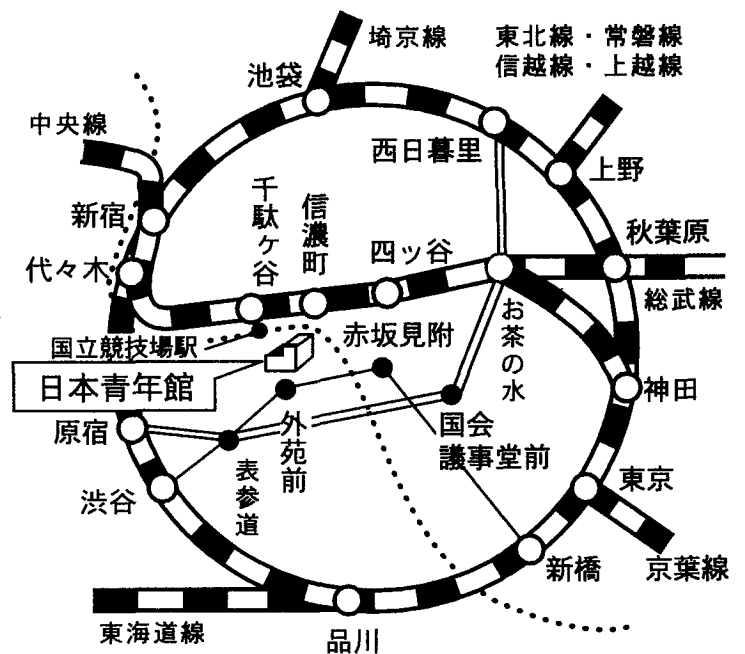 埼京線
東北線・常磐線
信越線・上越線
池袋
中央線
西日暮里
上野
新宿
千駄ヶ谷
信濃町
四ッ谷
秋葉原
代々木
総武線
お茶の水
国立競技場駅
赤坂見附
日本青年館
神田
原宿
外苑前
国会
議事堂前
表参道
東京
渋谷
新橋
京葉線
東海道線
品川